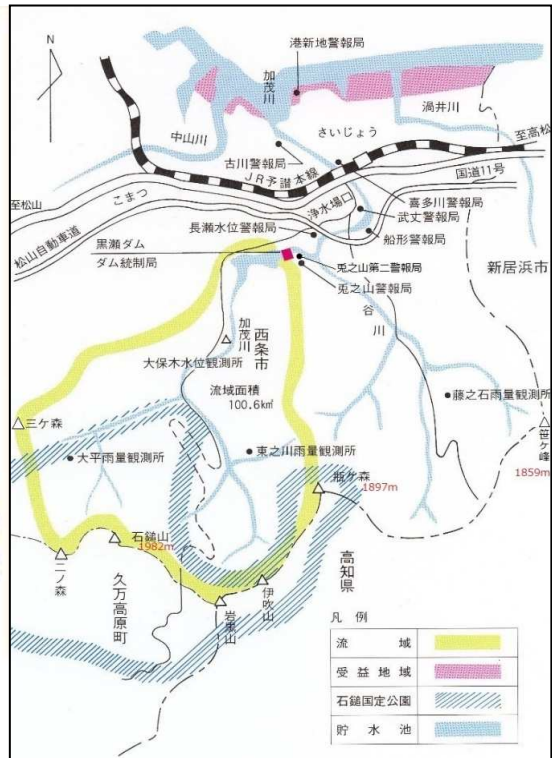 N
港新地警報局
加茂川
渦井川
中山川
さいじょう
至高松
古川警報局
JR予讃本線
国道11号
こまつ
浄水場口
喜多川警報局
至松山
武丈警報局
長瀬水位警報局
船形警報局
松山自動車道
黒瀬ダム
ダム統制局
兎之山第二警報局
兎之山警報局
新居浜市
谷川
加茂川
西条市
大保木水位観測所
流域面積
100.6km²
藤之石雨量観測所
三ケ森
笹ケ峰
1859m
大平雨量観測所
東之川雨量観測所
瓶ケ森
1897m
石鎚山
1982m
二ノ森
久万高原町
高知県
伊吹山
岩黒山
凡例
流域
受益地域
石鎚国定公園
貯水池